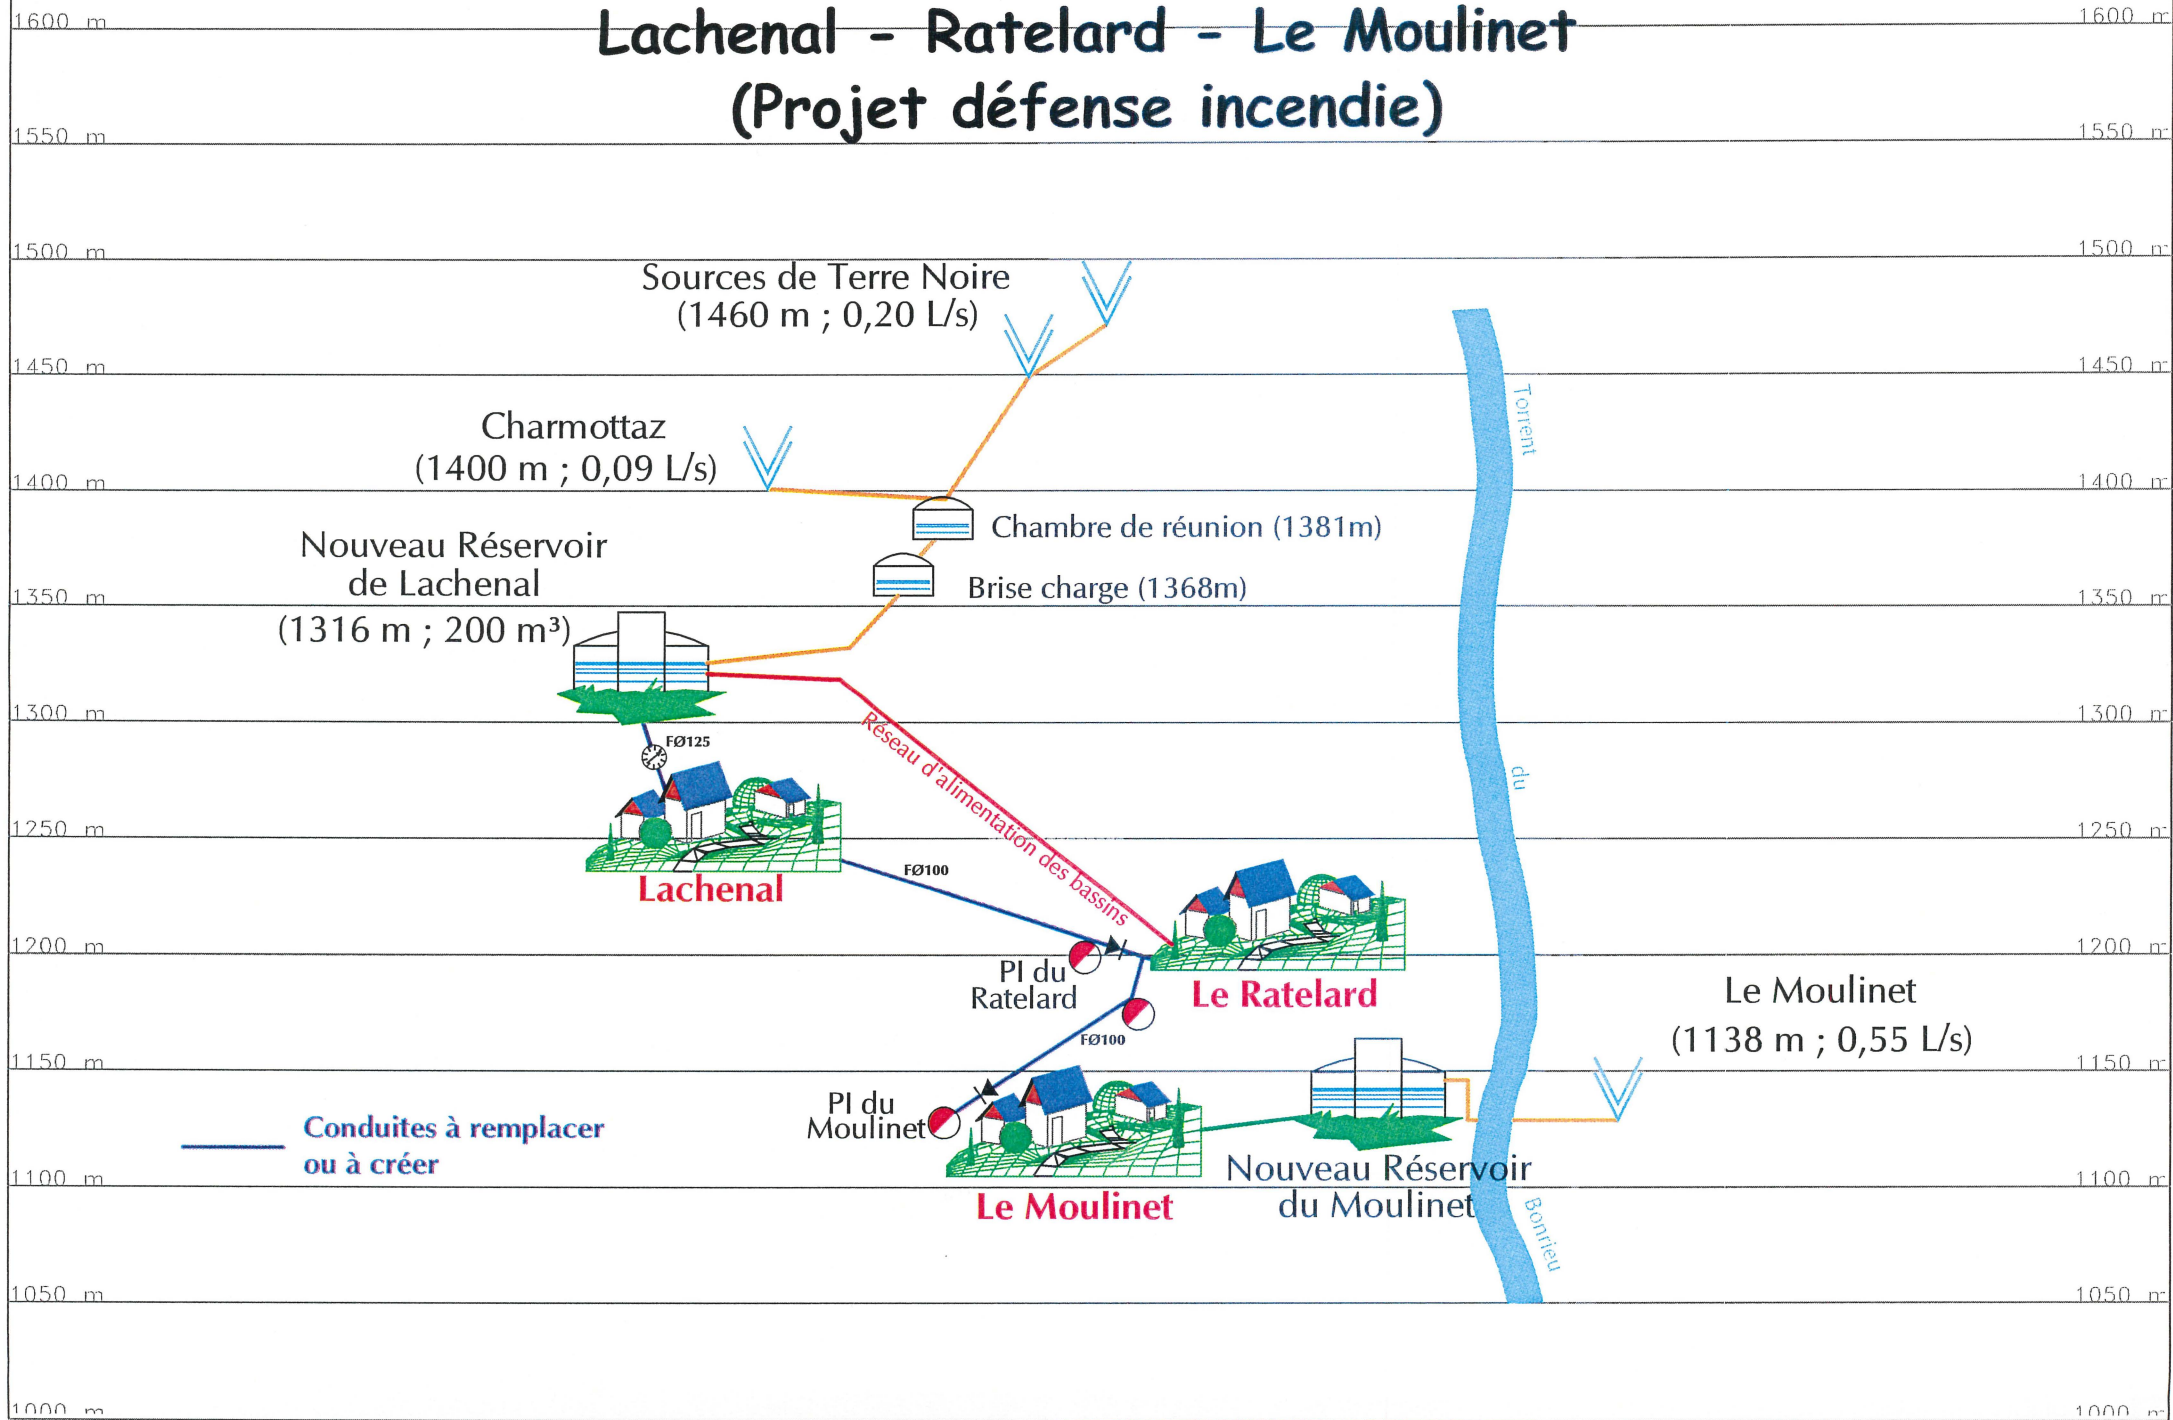 Lachenal - Ratelard - Le Moulinet
(Projet défense incendie)
1600 m
1600 m
1550 m
1550 m
1500 m
1500 m
Sources de Terre Noire
(1460 m ; 0,20 L/s)
1450 m
1450 m
Torrent
Charmottaz
(1400 m ; 0,09 L/s)
1400 m
1400 m
Chambre de réunion (1381m)
Nouveau Réservoir
de Lachenal
(1316 m ; 200 m³)
Brise charge (1368m)
1350 m
1350 m
1300 m
1300 m
FØ125
Réseau d'alimentation des bassins
du
1250 m
1250 m
Lachenal
FØ100
1200 m
1200 m
PI du
Ratelard
Le Ratelard
Le Moulinet
(1138 m ; 0,55 L/s)
FØ100
1150 m
1150 m
PI du
Moulinet
Conduites à remplacer
ou à créer
1100 m
1100 m
Nouveau Réservoir
du Moulinet
Le Moulinet
Bonrieu
1050 m
1050 m
1000 m
1000 m